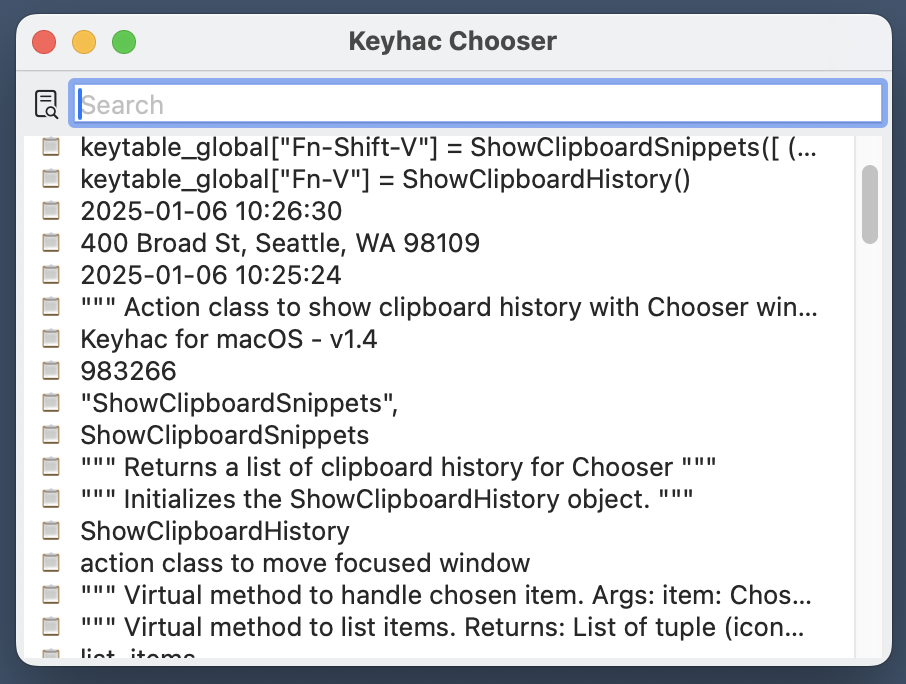 Keyhac Chooser
Search
keytable_global["Fn-Shift-V"] = ShowClipboardSnippets([ (...
keytable_global["Fn-V"] = ShowClipboardHistory()
2025-01-06 10:26:30
400 Broad St, Seattle, WA 98109
2025-01-06 10:25:24
""" Action class to show clipboard history with Chooser win...
Keyhac for macOS - v1.4
983266
"ShowClipboardSnippets",
ShowClipboardSnippets
""" Returns a list of clipboard history for Chooser """
""" Initializes the ShowClipboardHistory object. """
ShowClipboardHistory
action class to move focused window
""" Virtual method to handle chosen item. Args: item: Chos...
""" Virtual method to list items. Returns: List of tuple (icon...
list_items